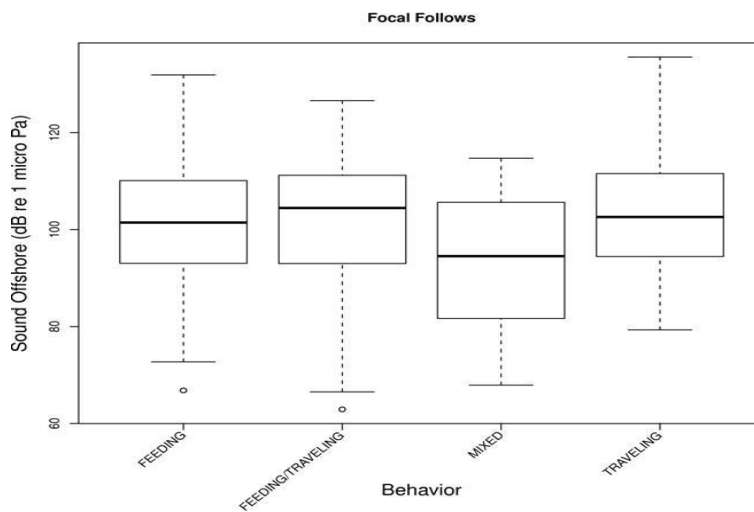 Focal Follows
Sound Offshore (dB re 1 micro Pa)
120
100
80
60
FEEDING
FEEDING/TRAVELING
MIXED
TRAVELING
Behavior